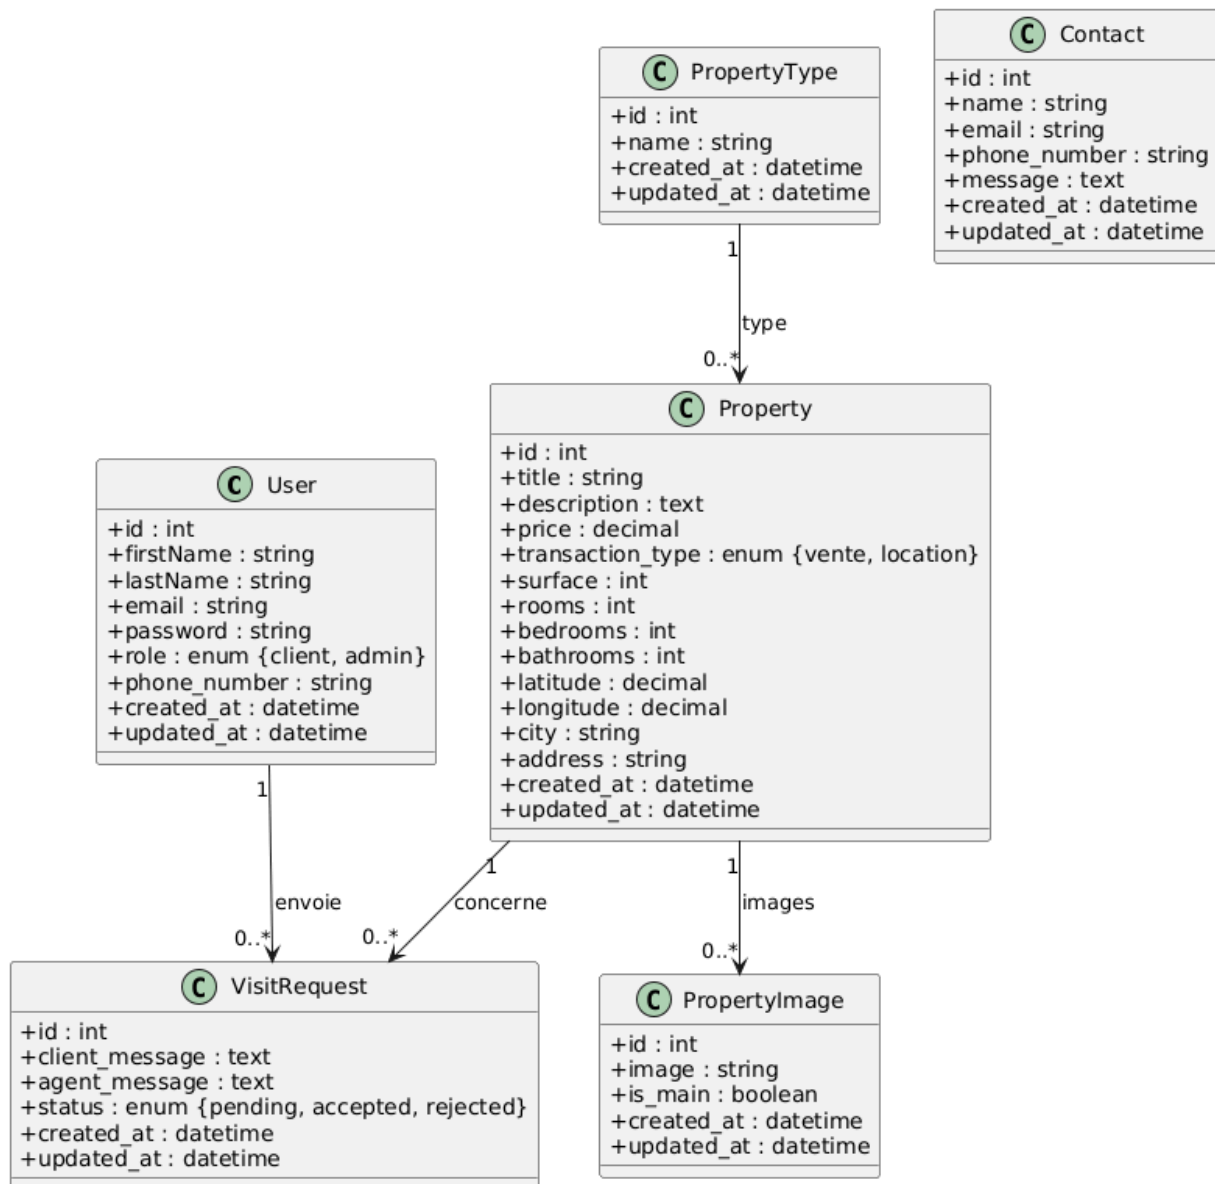 C PropertyType
+id : int
+name : string
+created_at : datetime
+updated_at : datetime
C Contact
+id : int
+name : string
+email : string
+phone_number : string
+message : text
+created_at : datetime
+updated_at : datetime
1
type
0..*
C Property
+id : int
+title : string
+description : text
+price : decimal
+transaction_type : enum {vente, location}
+surface : int
+rooms : int
+bedrooms : int
+bathrooms : int
+latitude : decimal
+longitude : decimal
+city : string
+address : string
+created_at : datetime
+updated_at : datetime
C User
+id : int
+firstName : string
+lastName : string
+email : string
+password : string
+role : enum {client, admin}
+phone_number : string
+created_at : datetime
+updated_at : datetime
1
envoie
0..*
1
concerne
0..*
1
images
0..*
C VisitRequest
+id : int
+client_message : text
+agent_message : text
+status : enum {pending, accepted, rejected}
+created_at : datetime
+updated_at : datetime
C PropertyImage
+id : int
+image : string
+is_main : boolean
+created_at : datetime
+updated_at : datetime